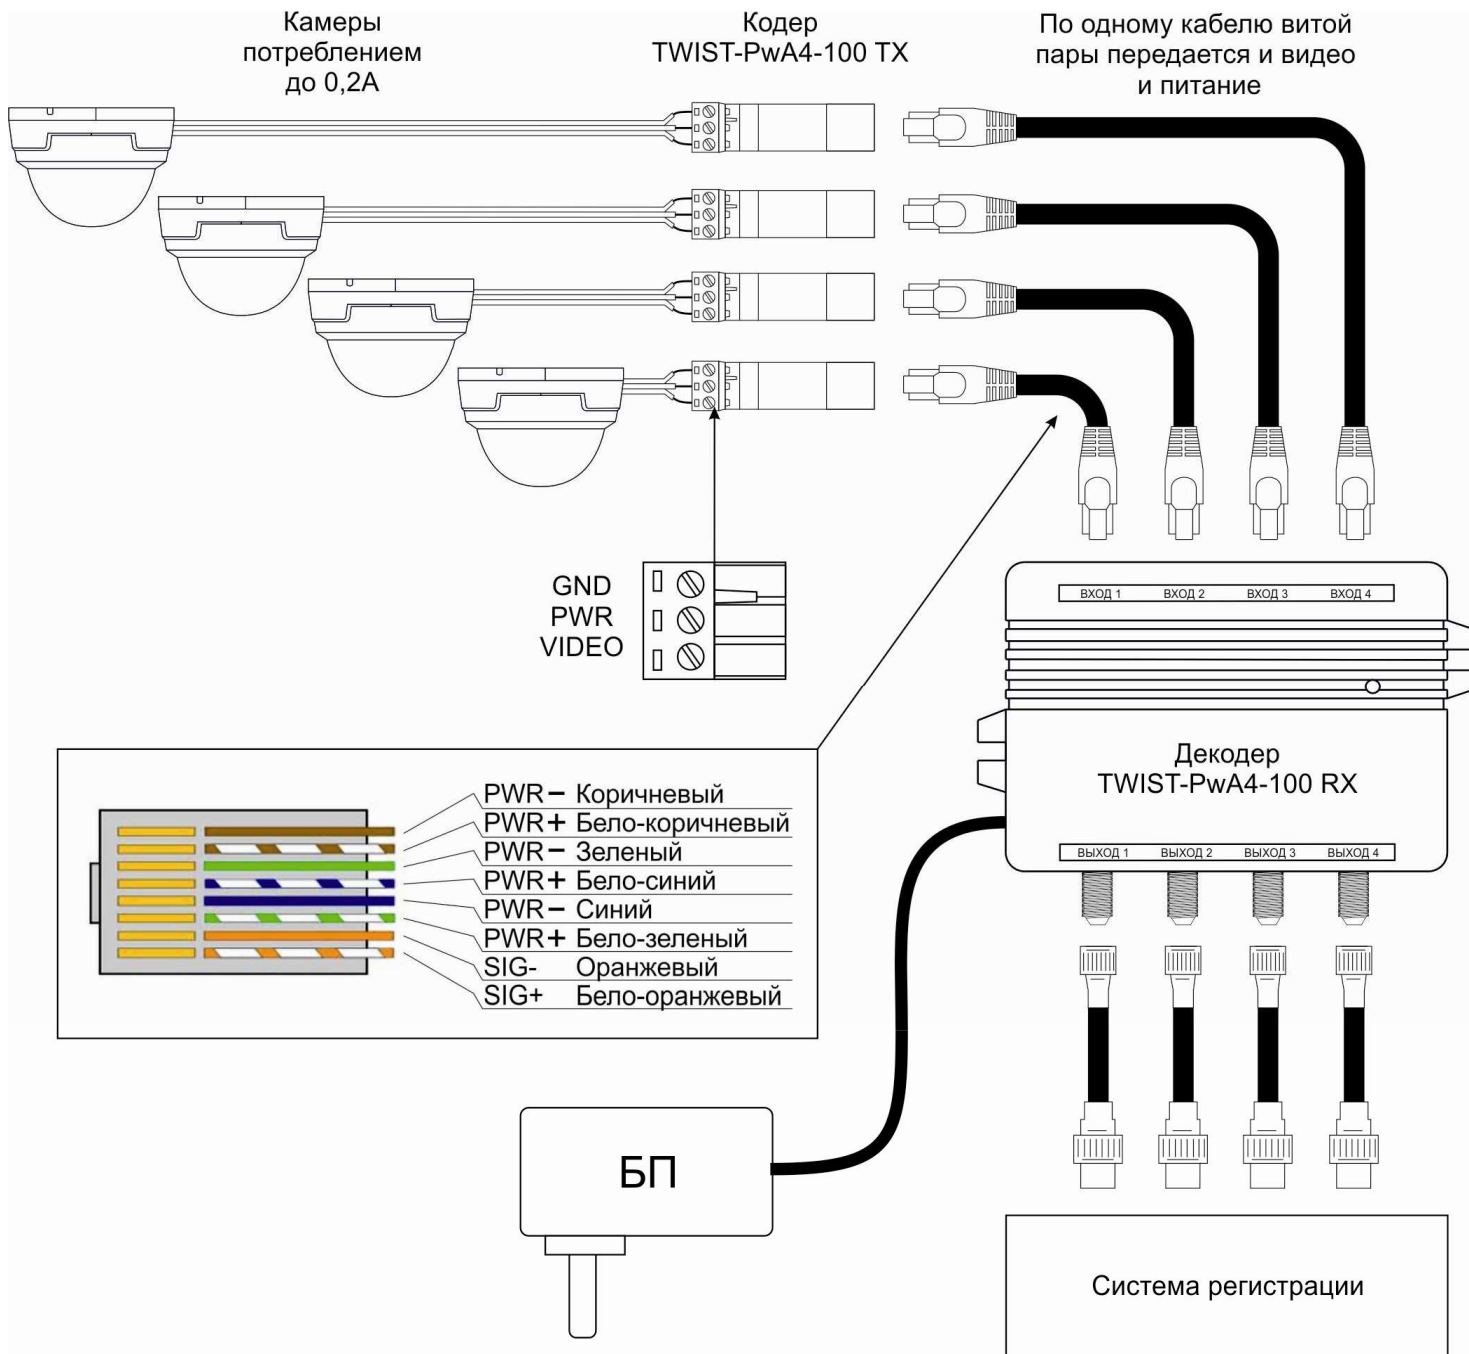 Камеры
потреблением
до 0,2А
Кодер
TWIST-PwA4-100 TX
По одному кабелю витой
пары передается и видео
и питание
GND
PWR
VIDEO
ВХОД 1 ВХОД 2 ВХОД 3 ВХОД 4
Декодер
TWIST-PwA4-100 RX
ВЫХОД 1 ВЫХОД 2 ВЫХОД 3 ВЫХОД 4
PWR− Коричневый
PWR+ Бело-коричневый
PWR− Зеленый
PWR+ Бело-синий
PWR− Синий
PWR+ Бело-зеленый
SIG- Оранжевый
SIG+ Бело-оранжевый
БП
Система регистрации